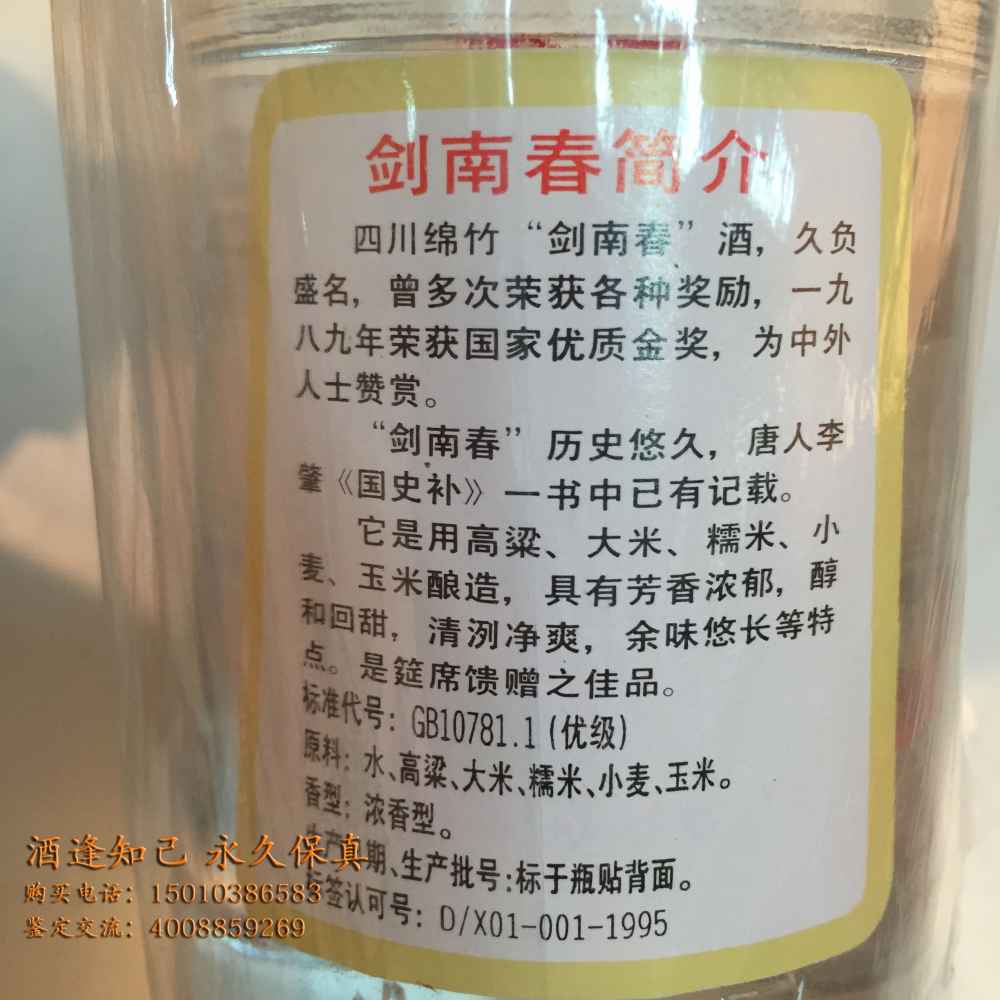 剑南春简介
四川绵竹“剑南春”酒，久负
盛名，曾多次荣获各种奖励，一九
八九年荣获国家优质金奖，为中外
人士赞赏。
“剑南春”历史悠久，唐人李
肇《国史补》一书中已有记载。
它是用高粱、大米、糯米、小
麦、玉米酿造，具有芳香浓郁，醇
和回甜，清洌净爽，余味悠长等特
点。是筵席馈赠之佳品。
标准代号：GB10781.1(优级)
原料：水、高粱、大米、糯米、小麦、玉米。
香型：浓香型。
生产日期、生产批号：标于瓶贴背面。
标签认可号：D/X01-001-1995
酒逢知己 永久保真
购买电话：15010386583
鉴定交流：4008859269